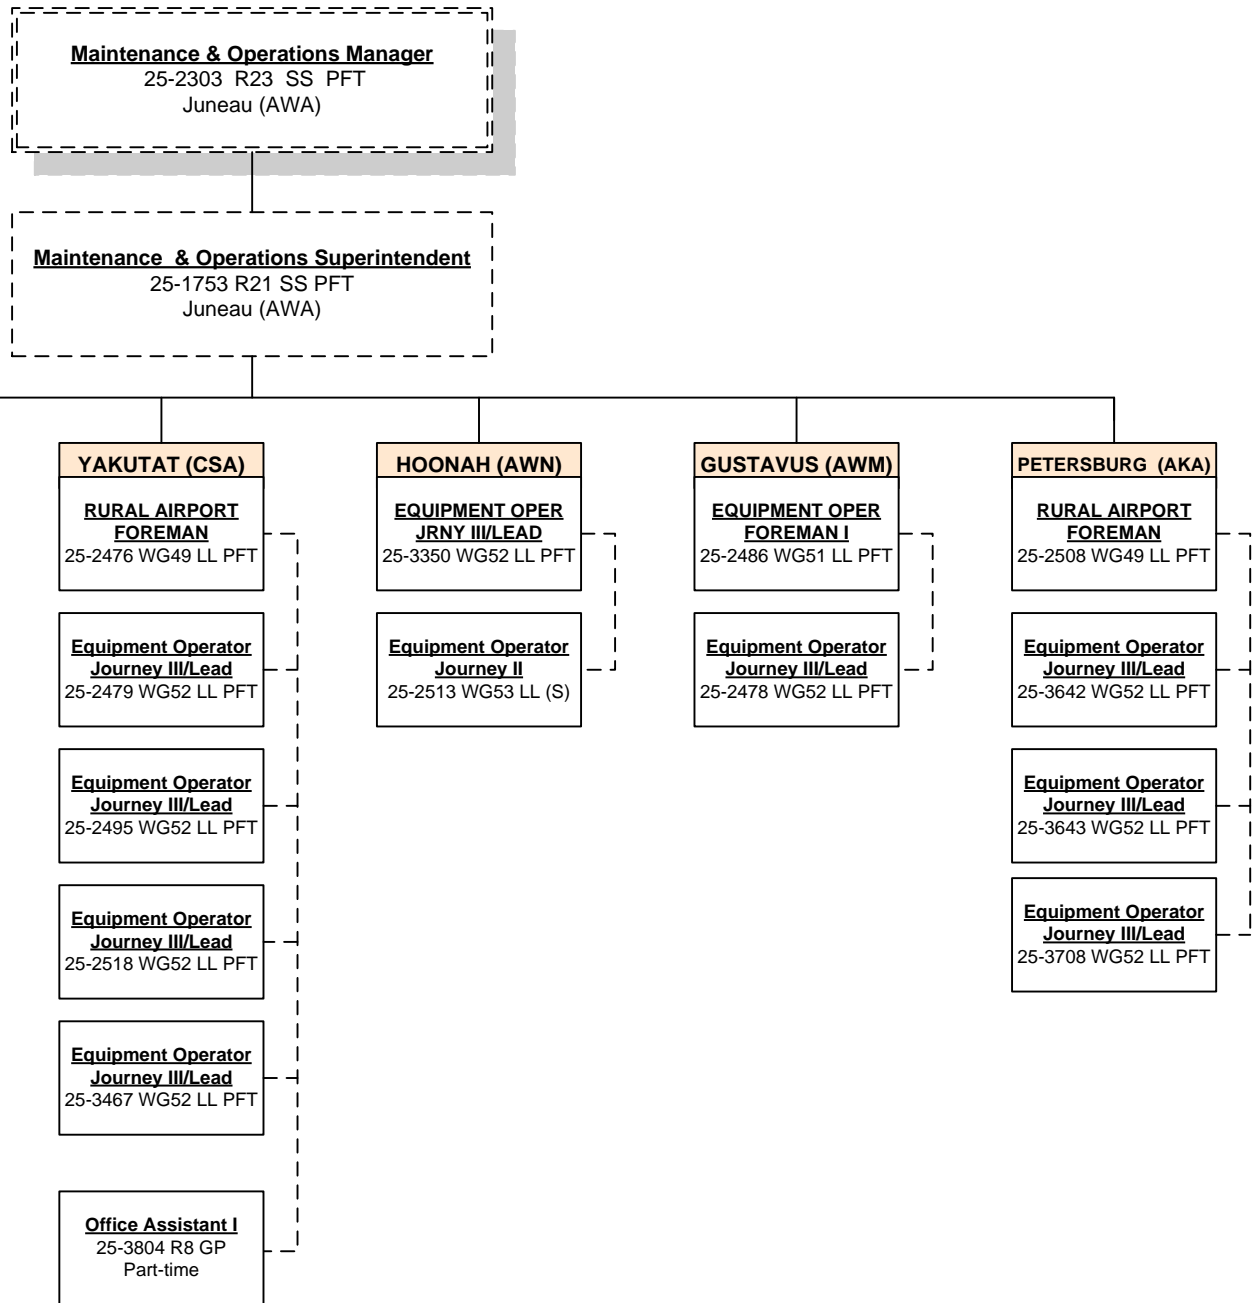 Maintenance & Operations Manager
25-2303 R23 SS PFT
Juneau (AWA)
Maintenance & Operations Superintendent
25-1753 R21 SS PFT
Juneau (AWA)
YAKUTAT (CSA)
RURAL AIRPORT
FOREMAN
25-2476 WG49 LL PFT
Equipment Operator
Journey III/Lead
25-2479 WG52 LL PFT
Equipment Operator
Journey III/Lead
25-2495 WG52 LL PFT
Equipment Operator
Journey III/Lead
25-2518 WG52 LL PFT
Equipment Operator
Journey III/Lead
25-3467 WG52 LL PFT
Office Assistant I
25-3804 R8 GP
Part-time
HOONAH (AWN)
EQUIPMENT OPER
JRNY III/LEAD
25-3350 WG52 LL PFT
Equipment Operator
Journey II
25-2513 WG53 LL (S)
GUSTAVUS (AWM)
EQUIPMENT OPER
FOREMAN I
25-2486 WG51 LL PFT
Equipment Operator
Journey III/Lead
25-2478 WG52 LL PFT
PETERSBURG (AKA)
RURAL AIRPORT
FOREMAN
25-2508 WG49 LL PFT
Equipment Operator
Journey III/Lead
25-3642 WG52 LL PFT
Equipment Operator
Journey III/Lead
25-3643 WG52 LL PFT
Equipment Operator
Journey III/Lead
25-3708 WG52 LL PFT